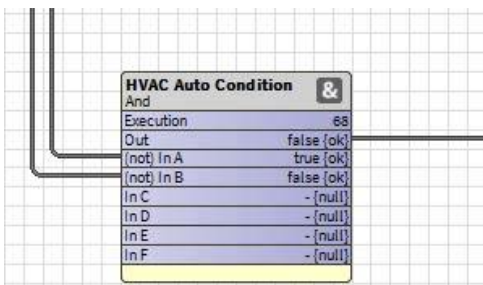 HVAC Auto Condition &
And
Execution 68
Out false {ok}
(not) In A true {ok}
(not) In B false {ok}
In C - {null}
In D - {null}
In E - {null}
In F - {null}